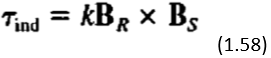 τind = kBR × BS (1.58)